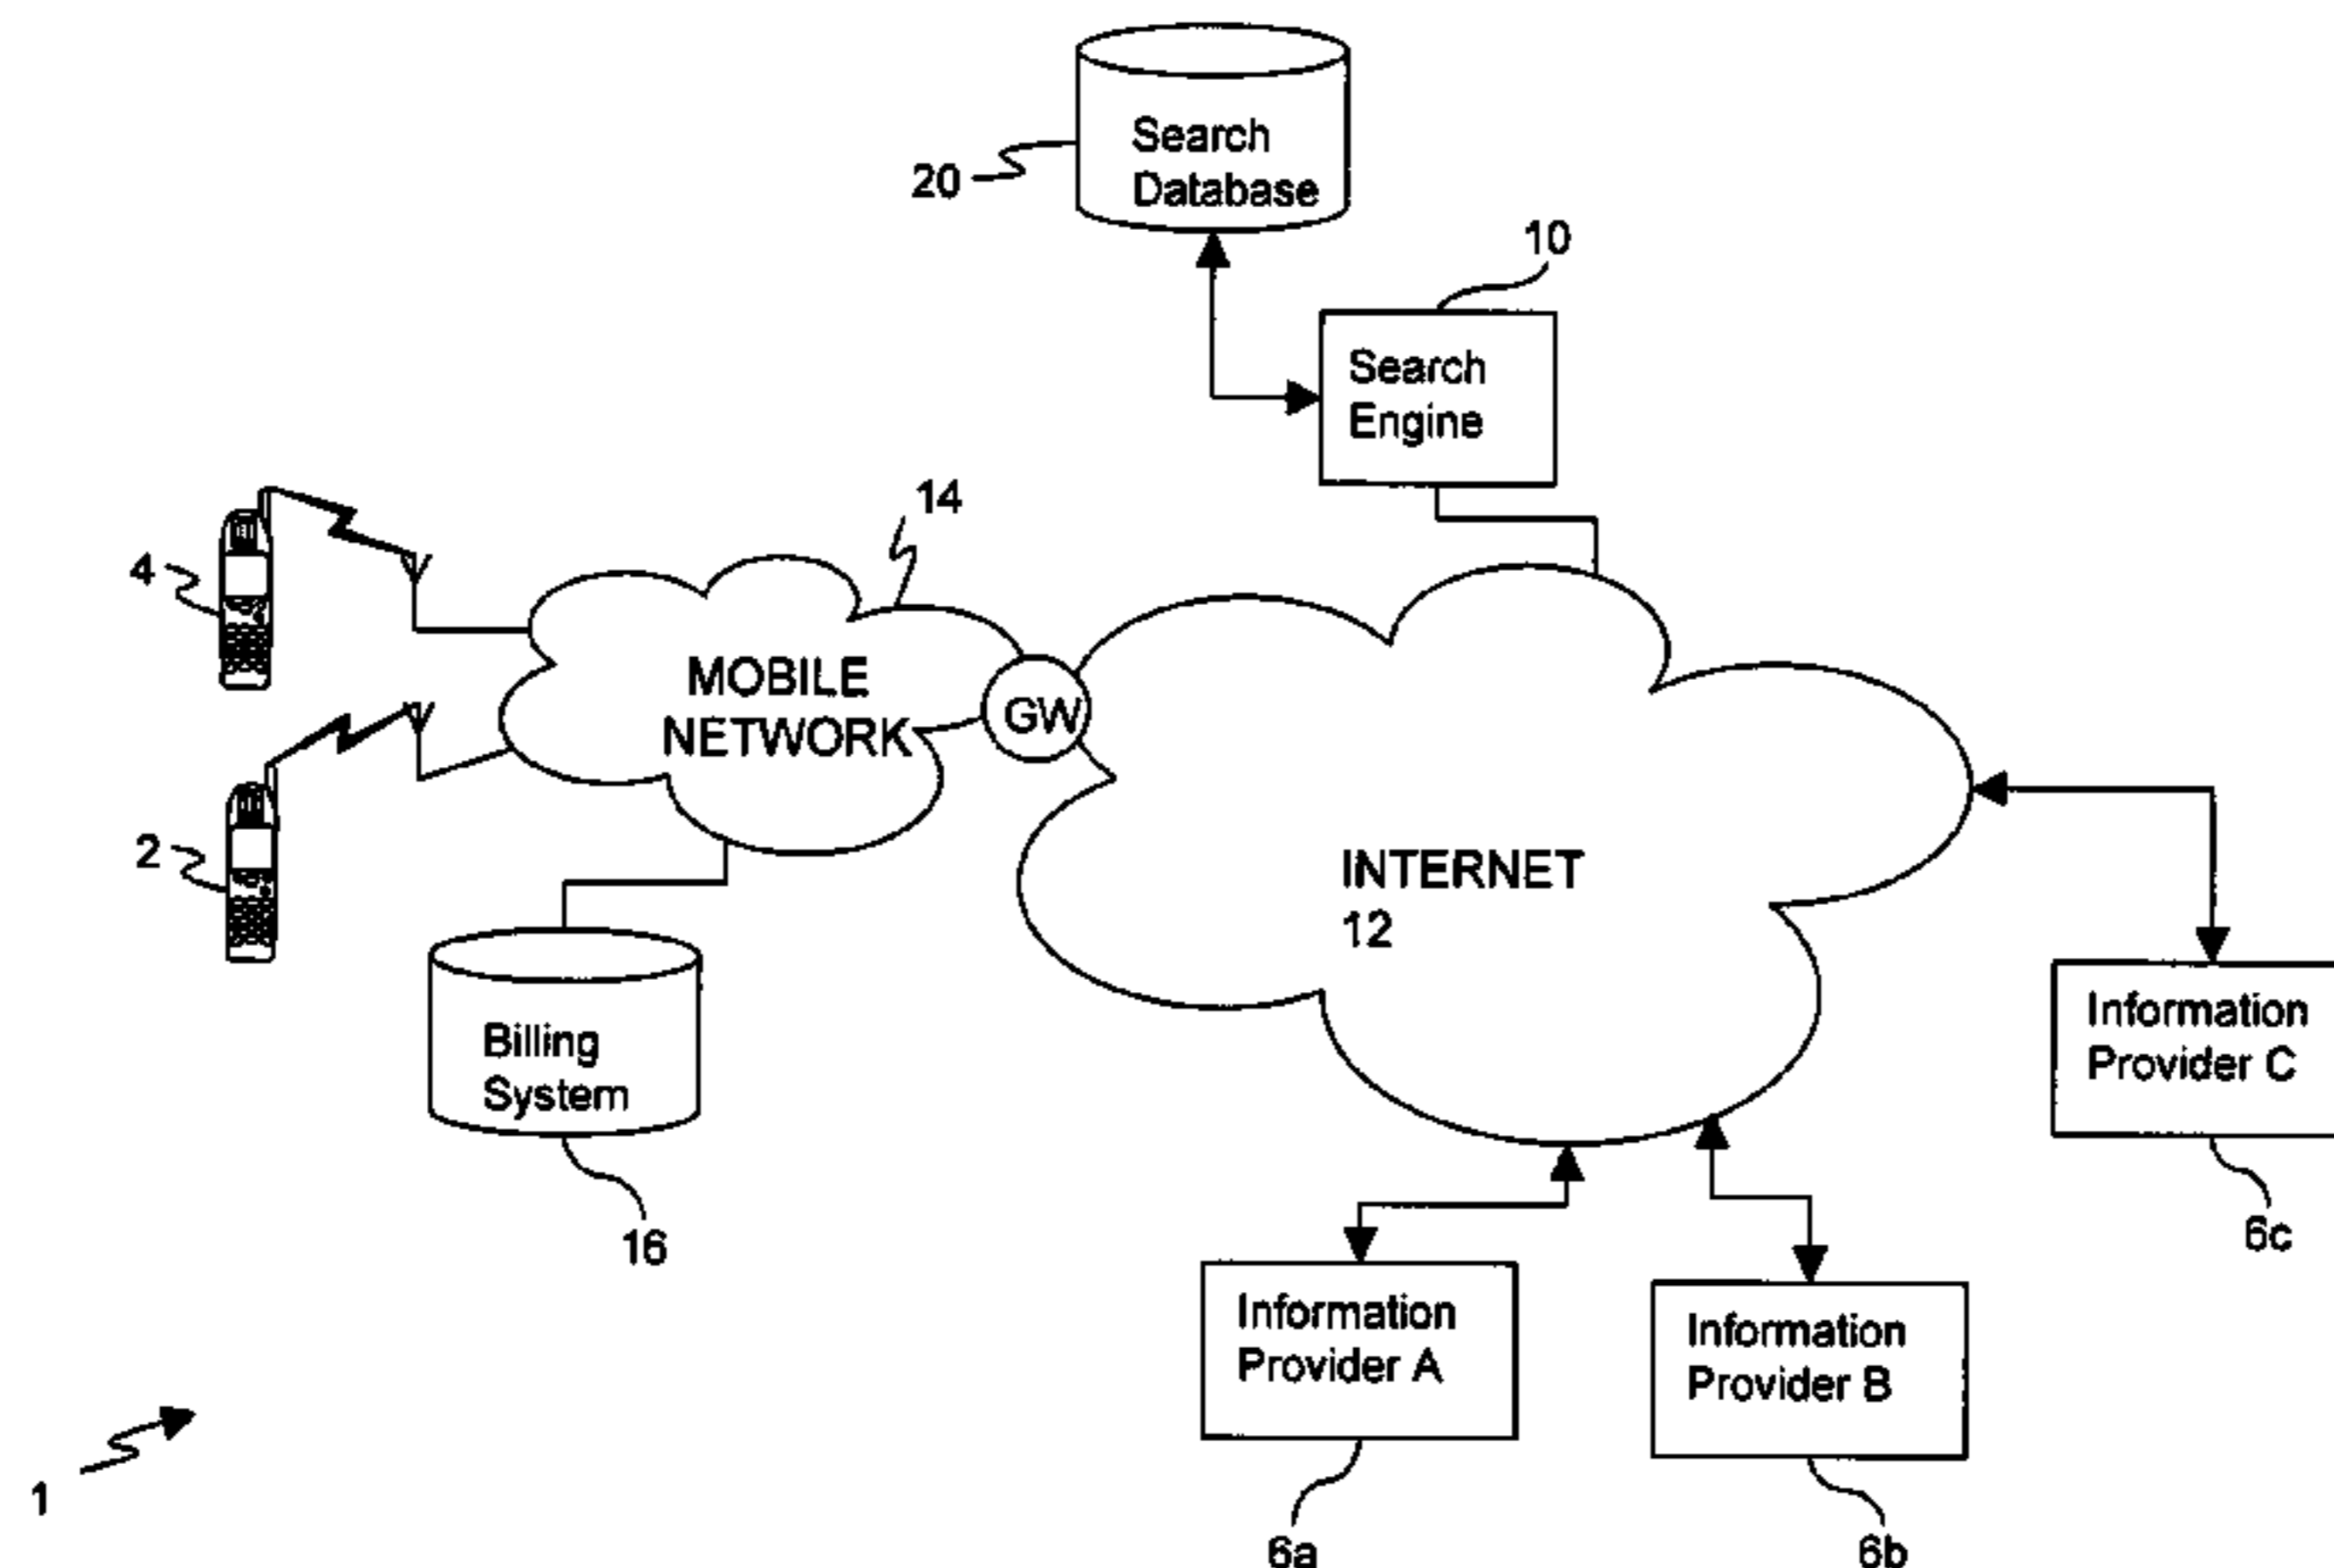 Search
Database
20
10
Search
Engine
14
4
MOBILE
NETWORK
GW
2
INTERNET
12
Billing
System
16
Information
Provider C
6c
Information
Provider A
Information
Provider B
1
6a
6b